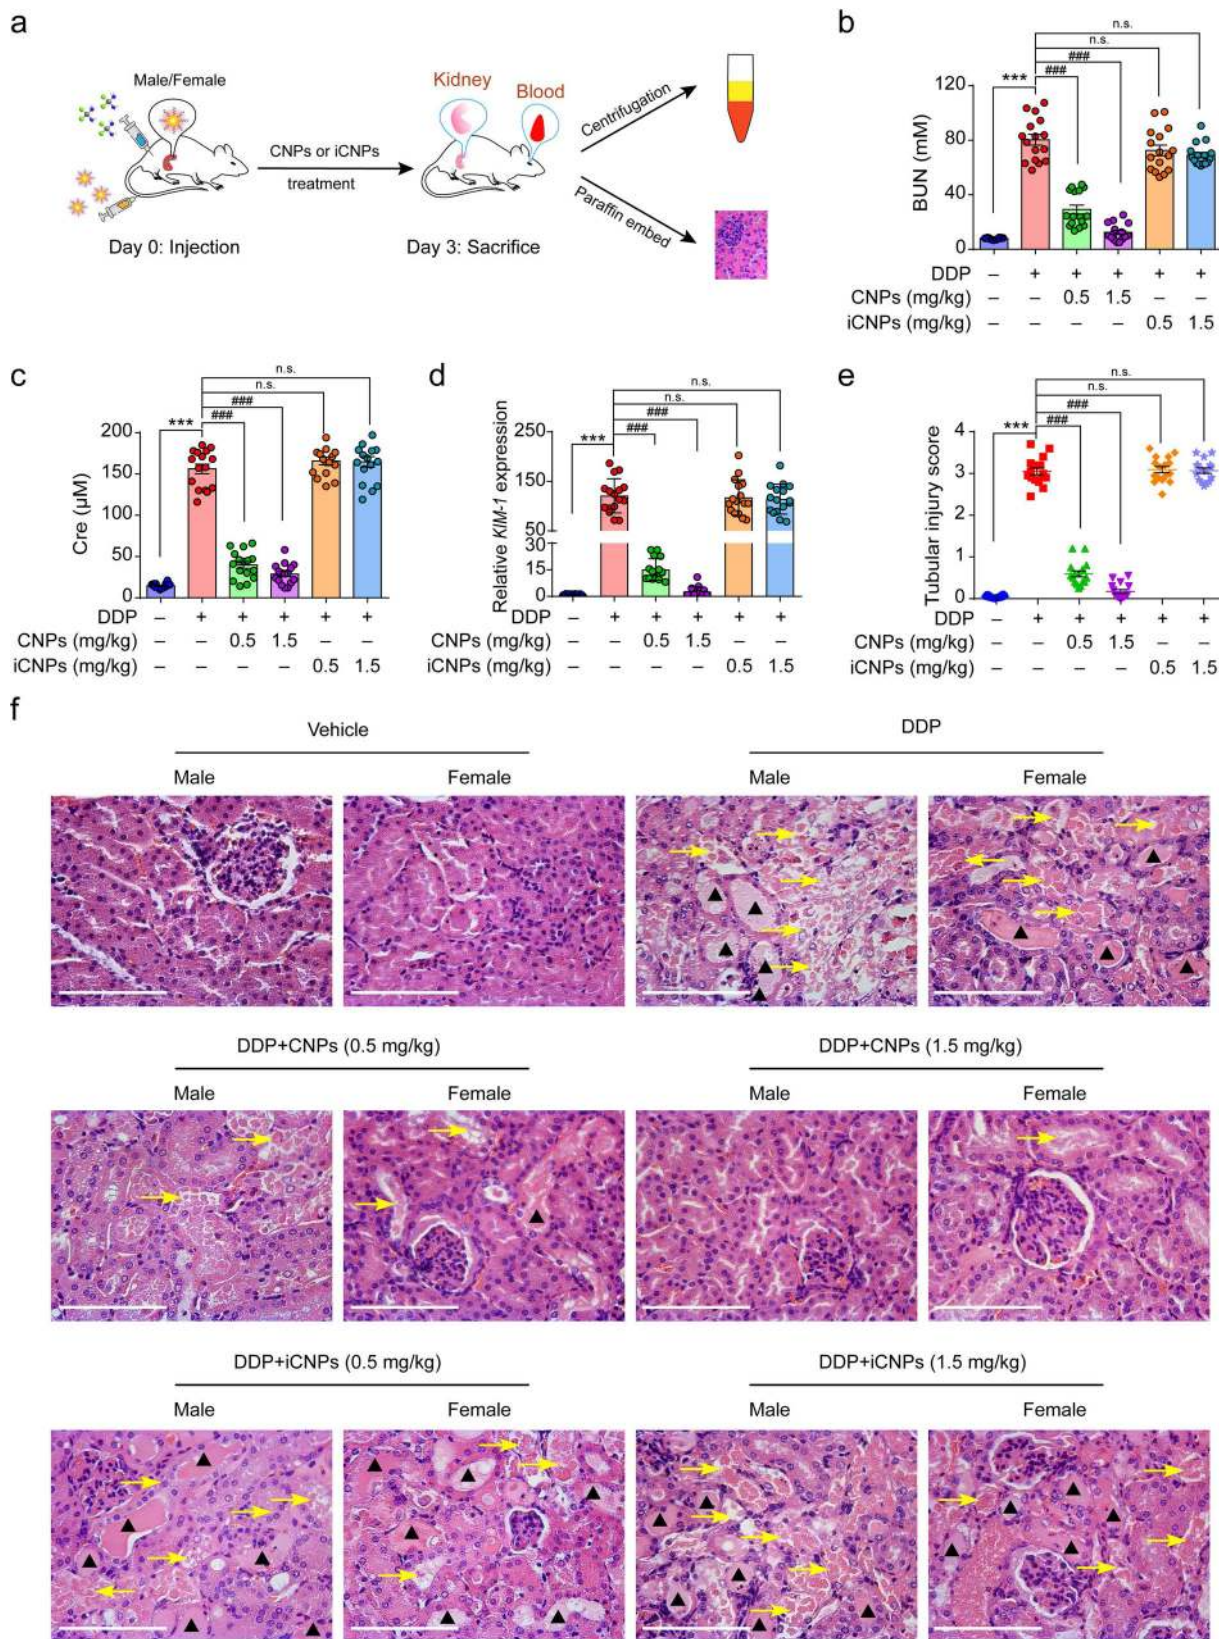 a
Male/Female
Kidney
Blood
Centrifugation
CNPs or iCNPs
treatment
Paraffin embed
Day 0: Injection
Day 3: Sacrifice
b
n.s.
n.s.
###
###
***
BUN (mM)
120
80
40
0
DDP – + + + + +
CNPs (mg/kg) – – 0.5 1.5 – –
iCNPs (mg/kg) – – – – 0.5 1.5
c
n.s.
n.s.
###
###
***
Cre (µM)
200
150
100
50
0
DDP – + + + + +
CNPs (mg/kg) – – 0.5 1.5 – –
iCNPs (mg/kg) – – – – 0.5 1.5
d
n.s.
n.s.
###
###
***
Relative KIM-1 expression
250
150
50
30
15
0
DDP – + + + + +
CNPs (mg/kg) – – 0.5 1.5 – –
iCNPs (mg/kg) – – – – 0.5 1.5
e
n.s.
n.s.
###
###
***
Tubular injury score
4
3
2
1
0
DDP – + + + + +
CNPs (mg/kg) – – 0.5 1.5 – –
iCNPs (mg/kg) – – – – 0.5 1.5
f
Vehicle DDP
Male Female Male Female
DDP+CNPs (0.5 mg/kg) DDP+CNPs (1.5 mg/kg)
Male Female Male Female
DDP+iCNPs (0.5 mg/kg) DDP+iCNPs (1.5 mg/kg)
Male Female Male Female